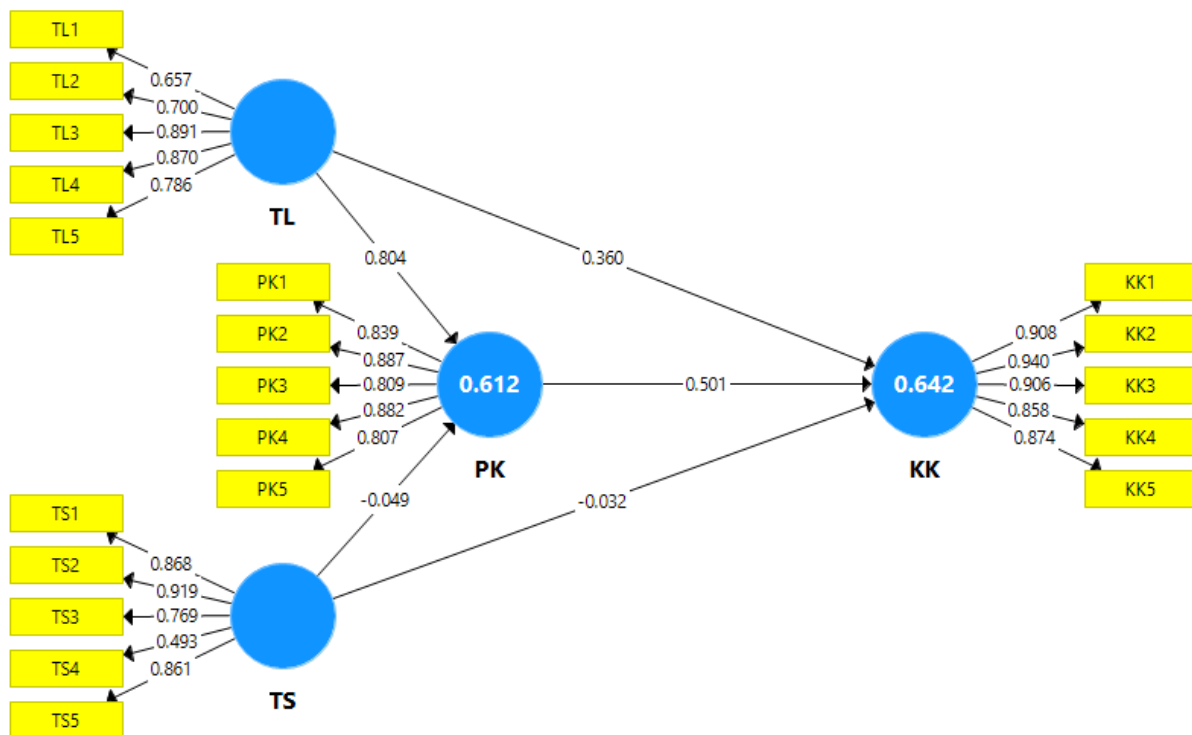 TL1
TL2
TL3
TL4
TL5
0.657
0.700
0.891
0.870
0.786
TL
0.804
0.360
PK1
PK2
PK3
PK4
PK5
0.839
0.887
0.809
0.882
0.807
0.612
PK
0.501
0.642
KK
0.908
0.940
0.906
0.858
0.874
KK1
KK2
KK3
KK4
KK5
-0.049
-0.032
TS1
TS2
TS3
TS4
TS5
0.868
0.919
0.769
0.493
0.861
TS